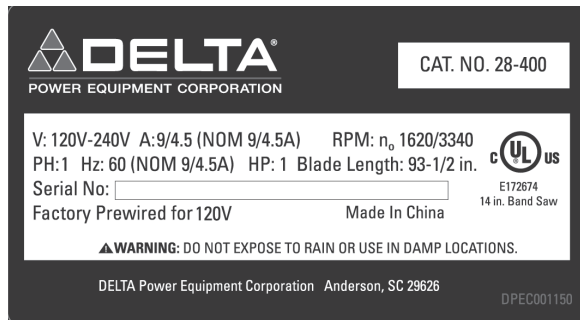 DELTA®
POWER EQUIPMENT CORPORATION
CAT. NO. 28-400
V: 120V-240V A:9/4.5 (NOM 9/4.5A) RPM: nₒ 1620/3340
PH:1 Hz: 60 (NOM 9/4.5A) HP: 1 Blade Length: 93-1/2 in.
Serial No:
Factory Prewired for 120V Made In China
C UL US
E172674
14 in. Band Saw
WARNING: DO NOT EXPOSE TO RAIN OR USE IN DAMP LOCATIONS.
DELTA Power Equipment Corporation Anderson, SC 29626
DPEC001150